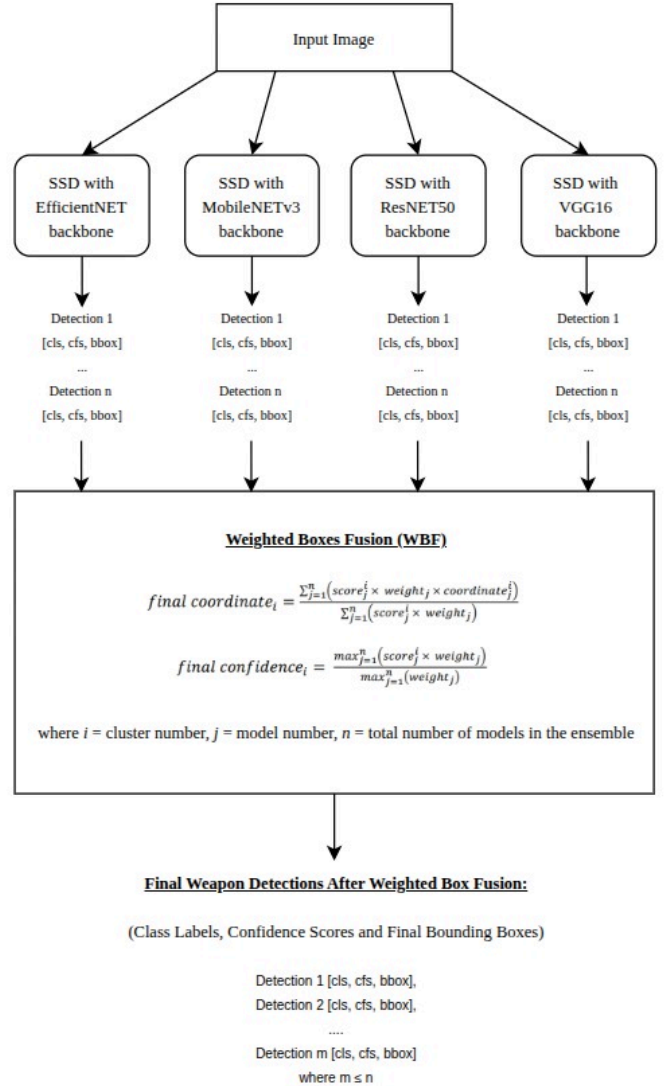 Input Image
SSD with
EfficientNET
backbone
SSD with
MobileNETv3
backbone
SSD with
ResNET50
backbone
SSD with
VGG16
backbone
Detection 1
[cls, cfs, bbox]
...
Detection n
[cls, cfs, bbox]
Detection 1
[cls, cfs, bbox]
...
Detection n
[cls, cfs, bbox]
Detection 1
[cls, cfs, bbox]
...
Detection n
[cls, cfs, bbox]
Detection 1
[cls, cfs, bbox]
...
Detection n
[cls, cfs, bbox]
Weighted Boxes Fusion (WBF)
final coordinate_i = Σ_{j=1}^{n}(score_j^i × weight_j × coordinate_j^i) / Σ_{j=1}^{n}(score_j^i × weight_j)
final confidence_i = max_{j=1}^{n}(score_j^i × weight_j) / max_{j=1}^{n}(weight_j)
where i = cluster number, j = model number, n = total number of models in the ensemble
Final Weapon Detections After Weighted Box Fusion:
(Class Labels, Confidence Scores and Final Bounding Boxes)
Detection 1 [cls, cfs, bbox],
Detection 2 [cls, cfs, bbox],
....
Detection m [cls, cfs, bbox]
where m ≤ n